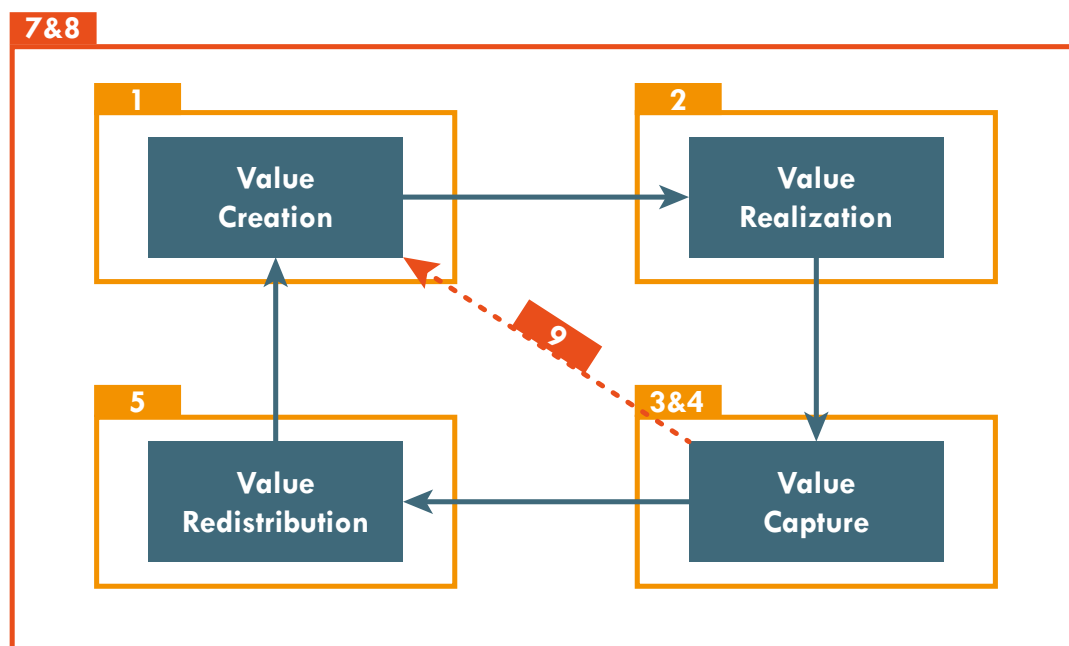 7&8
1
2
Value
Creation
Value
Realization
9
5
3&4
Value
Redistribution
Value
Capture